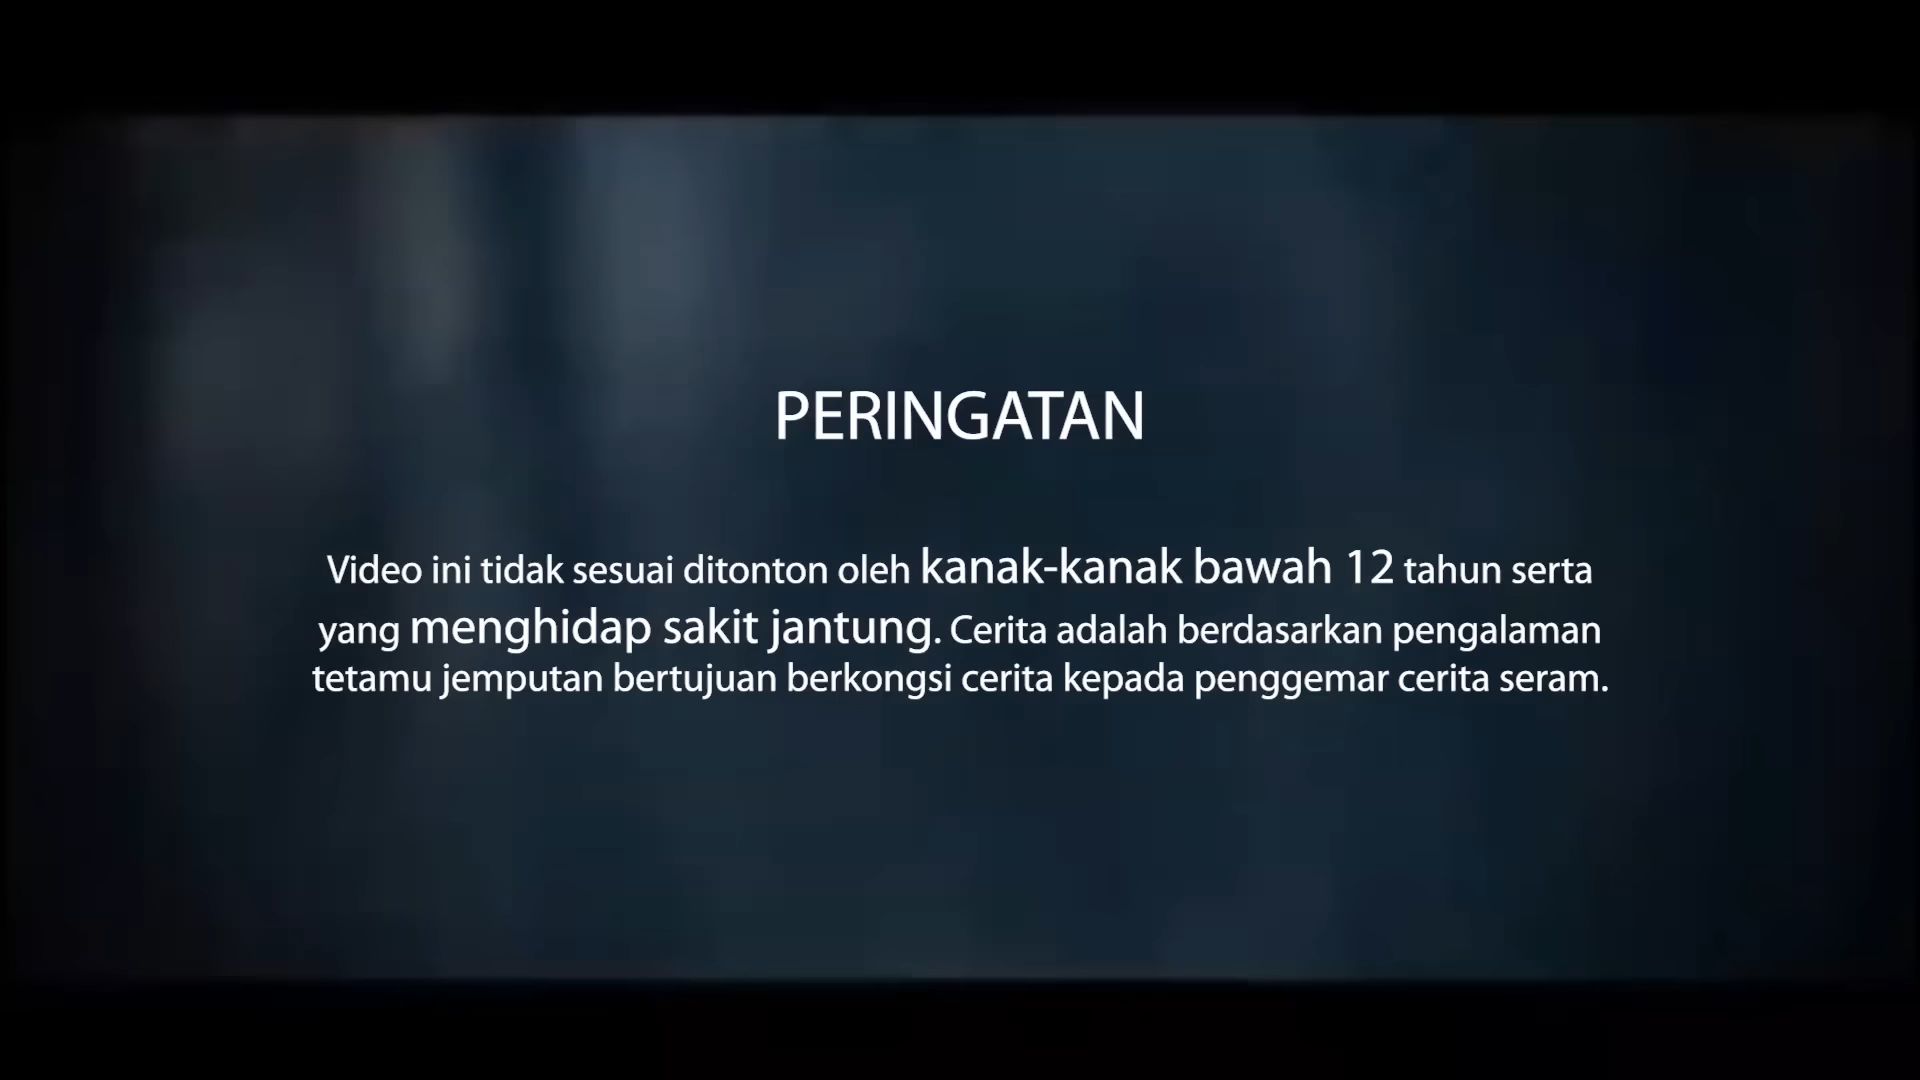 PERINGATAN
Video ini tidak sesuai ditonton oleh kanak-kanak bawah 12 tahun serta
yang menghidap sakit jantung. Cerita adalah berdasarkan pengalaman
tetamu jemputan bertujuan berkongsi cerita kepada penggemar cerita seram.